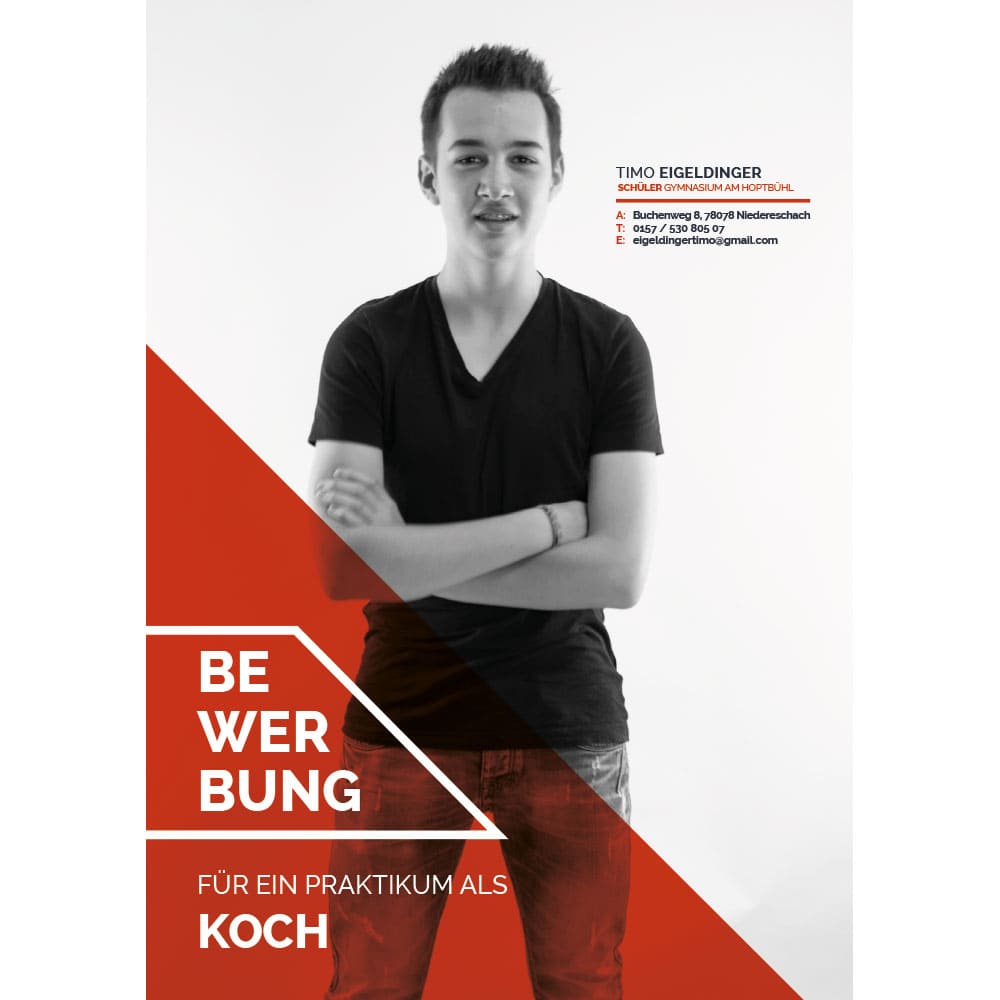 TIMO EIGELDINGER
SCHÜLER GYMNASIUM AM HOPTBÜHL
A: Buchenweg 8, 78078 Niedereschach
T: 0157 / 530 805 07
E: eigeldingertimo@gmail.com
BE
WER
BUNG
FÜR EIN PRAKTIKUM ALS
KOCH